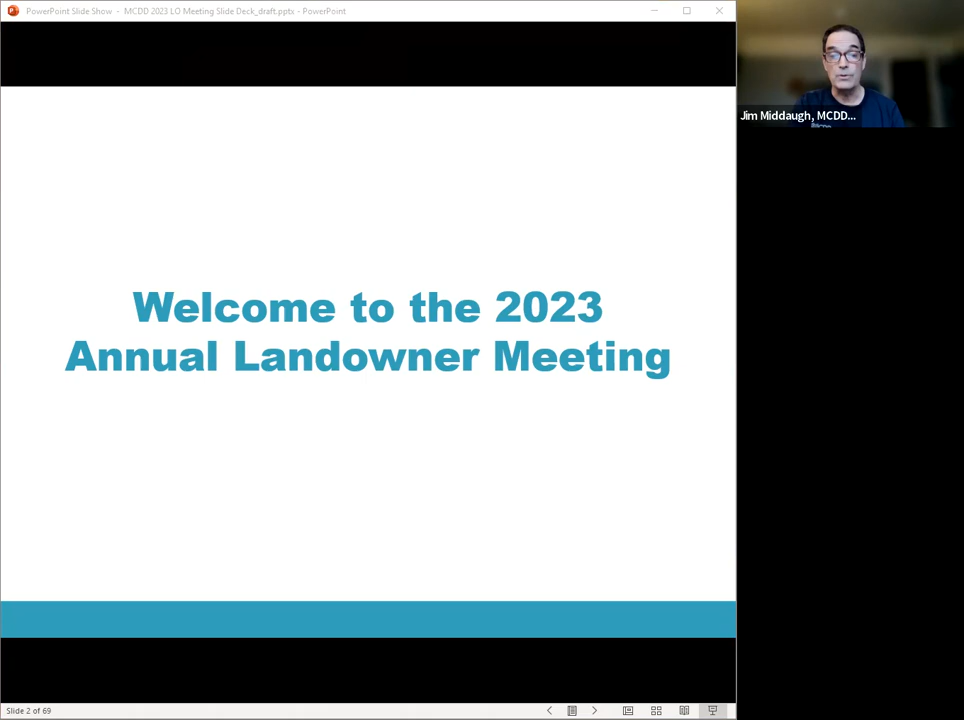 PowerPoint Slide Show - MCDD 2023 LO Meeting Slide Deck_draft.pptx - PowerPoint
Jim Middaugh, MCDD...
Welcome to the 2023
Annual Landowner Meeting
Slide 2 of 69